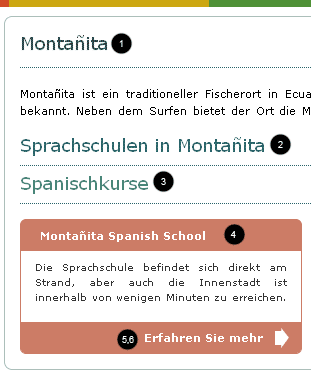 Montañita 1
Montañita ist ein traditioneller Fischerort in Ecua
bekannt. Neben dem Surfen bietet der Ort die M
Sprachschulen in Montañita 2
Spanischkurse 3
Montañita Spanish School 4
Die Sprachschule befindet sich direkt am
Strand, aber auch die Innenstadt ist
innerhalb von wenigen Minuten zu erreichen.
5,6 Erfahren Sie mehr